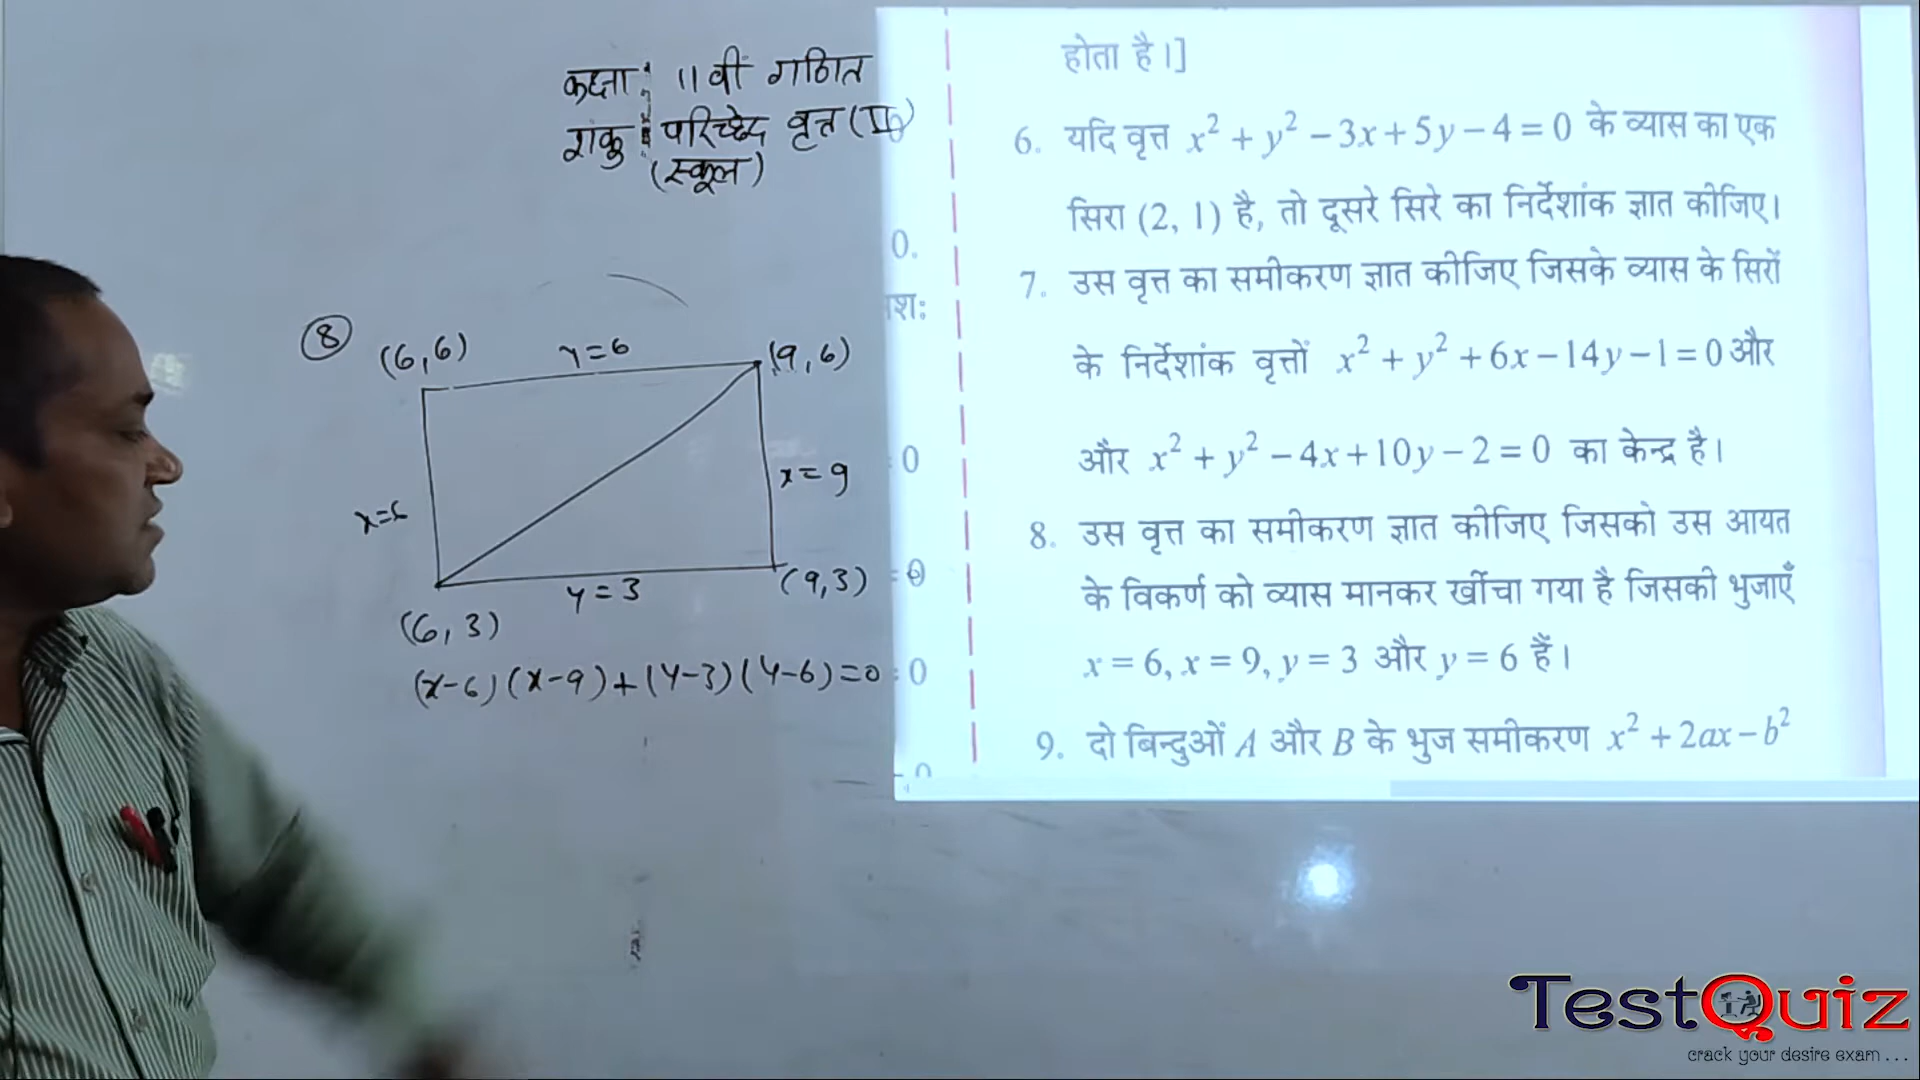 कक्षा : 11वीं गणित
शंकु : परिच्छेद वृत्त (II)
(स्कूल)
8
(6,6)
y=6
(9,6)
x=6
x=9
y=3
(9,3)
(6,3)
(x-6)(x-9)+(y-3)(y-6)=0
होता है।]
6. यदि वृत्त x² + y² – 3x + 5y – 4 = 0 के व्यास का एक
सिरा (2, 1) है, तो दूसरे सिरे का निर्देशांक ज्ञात कीजिए।
7. उस वृत्त का समीकरण ज्ञात कीजिए जिसके व्यास के सिरों
के निर्देशांक वृत्तों x² + y² + 6x – 14y – 1 = 0 और
और x² + y² – 4x + 10y – 2 = 0 का केन्द्र है।
8. उस वृत्त का समीकरण ज्ञात कीजिए जिसको उस आयत
के विकर्ण को व्यास मानकर खींचा गया है जिसकी भुजाएँ
x = 6, x = 9, y = 3 और y = 6 हैं।
9. दो बिन्दुओं A और B के भुज समीकरण x² + 2ax – b²
0.
शः
0
= 0
0
TestQuiz
crack your desire exam . . .